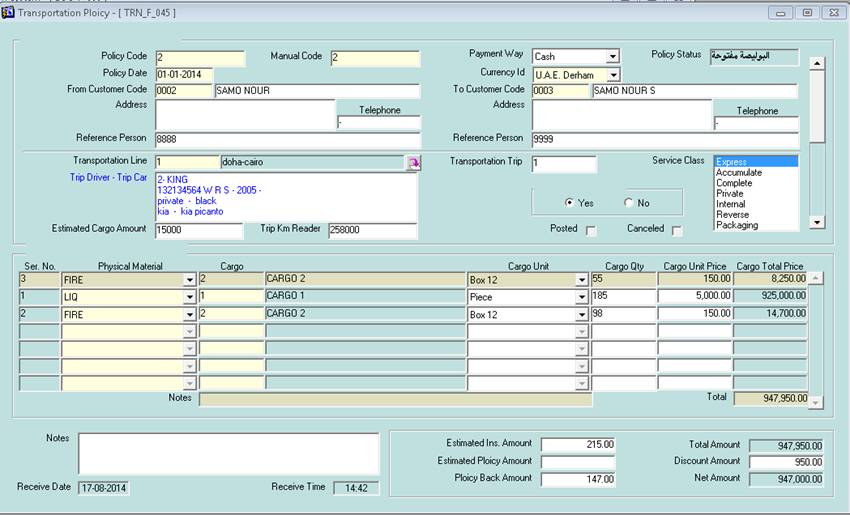 Transportation Ploicy - [ TRN_F_045 ]
Policy Code 2 Manual Code 2 Payment Way Cash Policy Status البوليصة مفتوحة
Policy Date 01-01-2014 Currency Id U.A.E. Derham
From Customer Code 0002 SAMO NOUR To Customer Code 0003 SAMO NOUR S
Address Telephone - Address Telephone -
Reference Person 8888 Reference Person 9999
Transportation Line 1 doha-cairo Transportation Trip 1 Service Class Express
Accumulate
Complete
Private
Internal
Reverse
Packaging
Trip Driver - Trip Car 2- KING
132134564 W R S - 2005 -
private - black
kia - kia picanto
Yes No
Estimated Cargo Amount 15000 Trip Km Reader 258000 Posted Canceled
Ser. No. Physical Material Cargo Cargo Unit Cargo Qty Cargo Unit Price Cargo Total Price
3 FIRE 2 CARGO 2 Box 12 55 150.00 8,250.00
1 LIQ 1 CARGO 1 Piece 185 5,000.00 925,000.00
2 FIRE 2 CARGO 2 Box 12 98 150.00 14,700.00
Notes Total 947,950.00
Notes Estimated Ins. Amount 215.00 Total Amount 947,950.00
Estimated Ploicy Amount Discount Amount 950.00
Receive Date 17-08-2014 Receive Time 14:42 Ploicy Back Amount 147.00 Net Amount 947,000.00